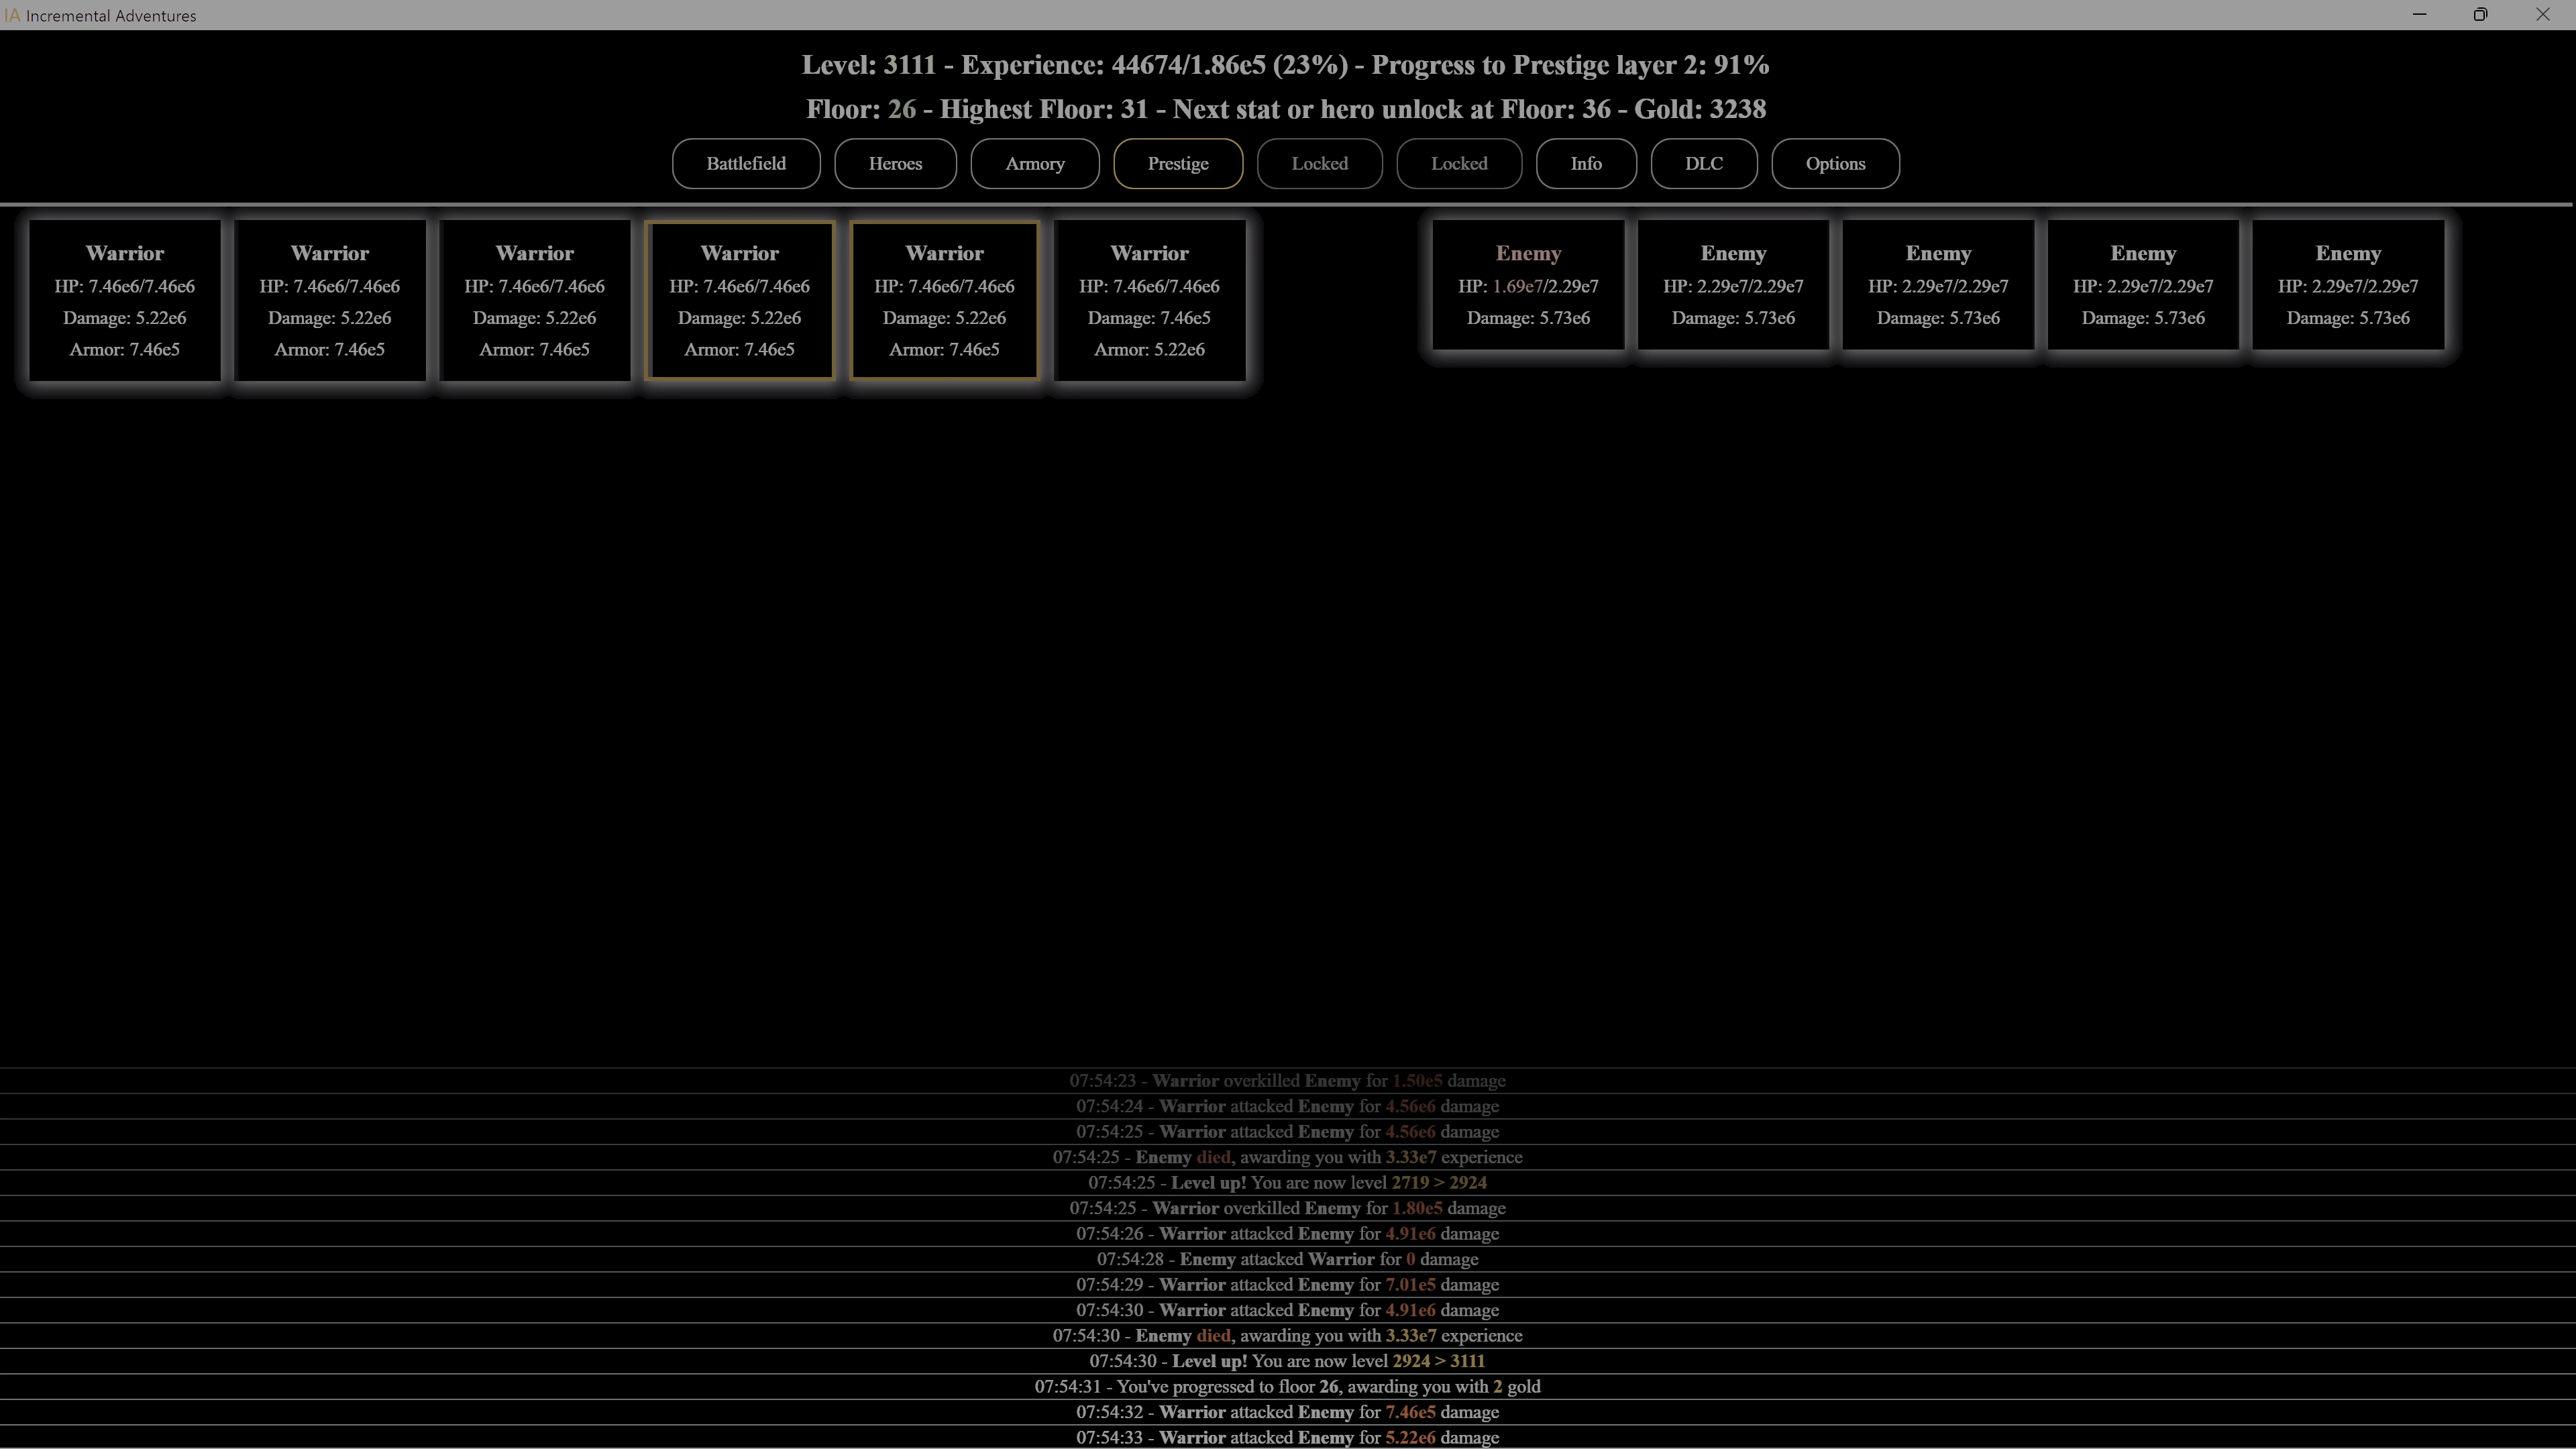 IA Incremental Adventures
Level: 3111 - Experience: 44674/1.86e5 (23%) - Progress to Prestige layer 2: 91%
Floor: 26 - Highest Floor: 31 - Next stat or hero unlock at Floor: 36 - Gold: 3238
Battlefield Heroes Armory Prestige Locked Locked Info DLC Options
Warrior Warrior Warrior Warrior Warrior Warrior Enemy Enemy Enemy Enemy Enemy
HP: 7.46e6/7.46e6 HP: 7.46e6/7.46e6 HP: 7.46e6/7.46e6 HP: 7.46e6/7.46e6 HP: 7.46e6/7.46e6 HP: 7.46e6/7.46e6 HP: 1.69e7/2.29e7 HP: 2.29e7/2.29e7 HP: 2.29e7/2.29e7 HP: 2.29e7/2.29e7 HP: 2.29e7/2.29e7
Damage: 5.22e6 Damage: 5.22e6 Damage: 5.22e6 Damage: 5.22e6 Damage: 5.22e6 Damage: 7.46e5 Damage: 5.73e6 Damage: 5.73e6 Damage: 5.73e6 Damage: 5.73e6 Damage: 5.73e6
Armor: 7.46e5 Armor: 7.46e5 Armor: 7.46e5 Armor: 7.46e5 Armor: 7.46e5 Armor: 5.22e6
07:54:23 - Warrior overkilled Enemy for 1.50e5 damage
07:54:24 - Warrior attacked Enemy for 4.56e6 damage
07:54:25 - Warrior attacked Enemy for 4.56e6 damage
07:54:25 - Enemy died, awarding you with 3.33e7 experience
07:54:25 - Level up! You are now level 2719 > 2924
07:54:25 - Warrior overkilled Enemy for 1.80e5 damage
07:54:26 - Warrior attacked Enemy for 4.91e6 damage
07:54:28 - Enemy attacked Warrior for 0 damage
07:54:29 - Warrior attacked Enemy for 7.01e5 damage
07:54:30 - Warrior attacked Enemy for 4.91e6 damage
07:54:30 - Enemy died, awarding you with 3.33e7 experience
07:54:30 - Level up! You are now level 2924 > 3111
07:54:31 - You've progressed to floor 26, awarding you with 2 gold
07:54:32 - Warrior attacked Enemy for 7.46e5 damage
07:54:33 - Warrior attacked Enemy for 5.22e6 damage